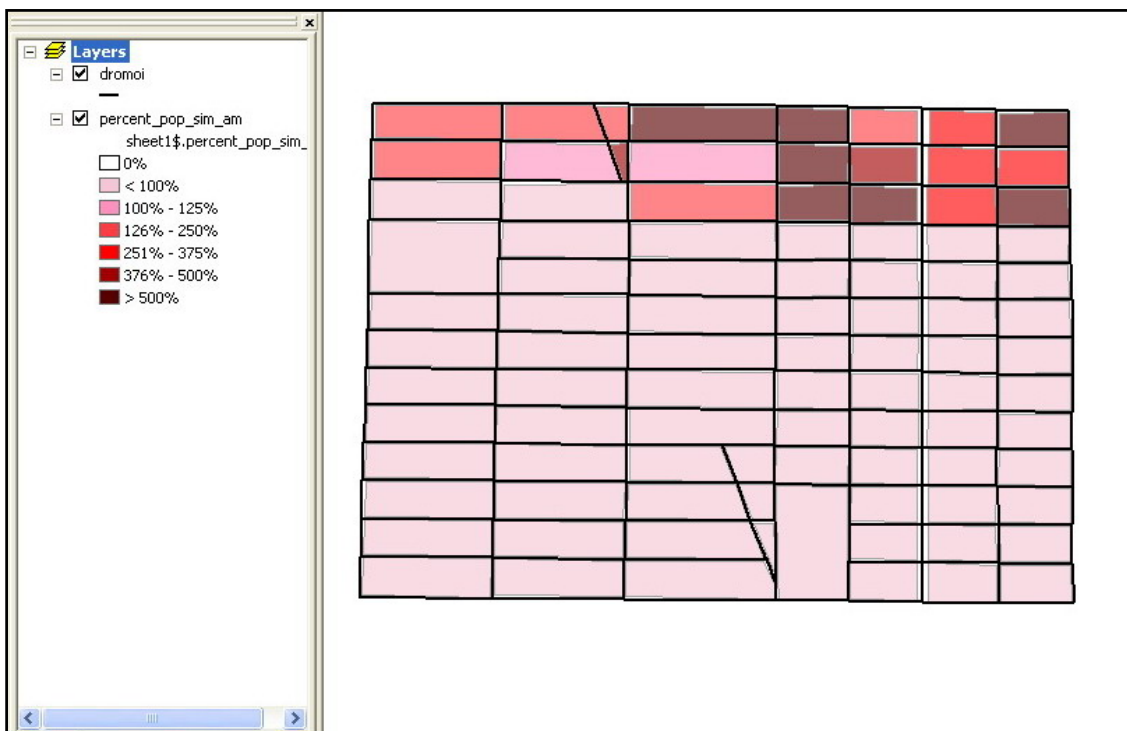 Layers
dromoi
percent_pop_sim_am
sheet1$.percent_pop_sim_
0%
< 100%
100% - 125%
126% - 250%
251% - 375%
376% - 500%
> 500%